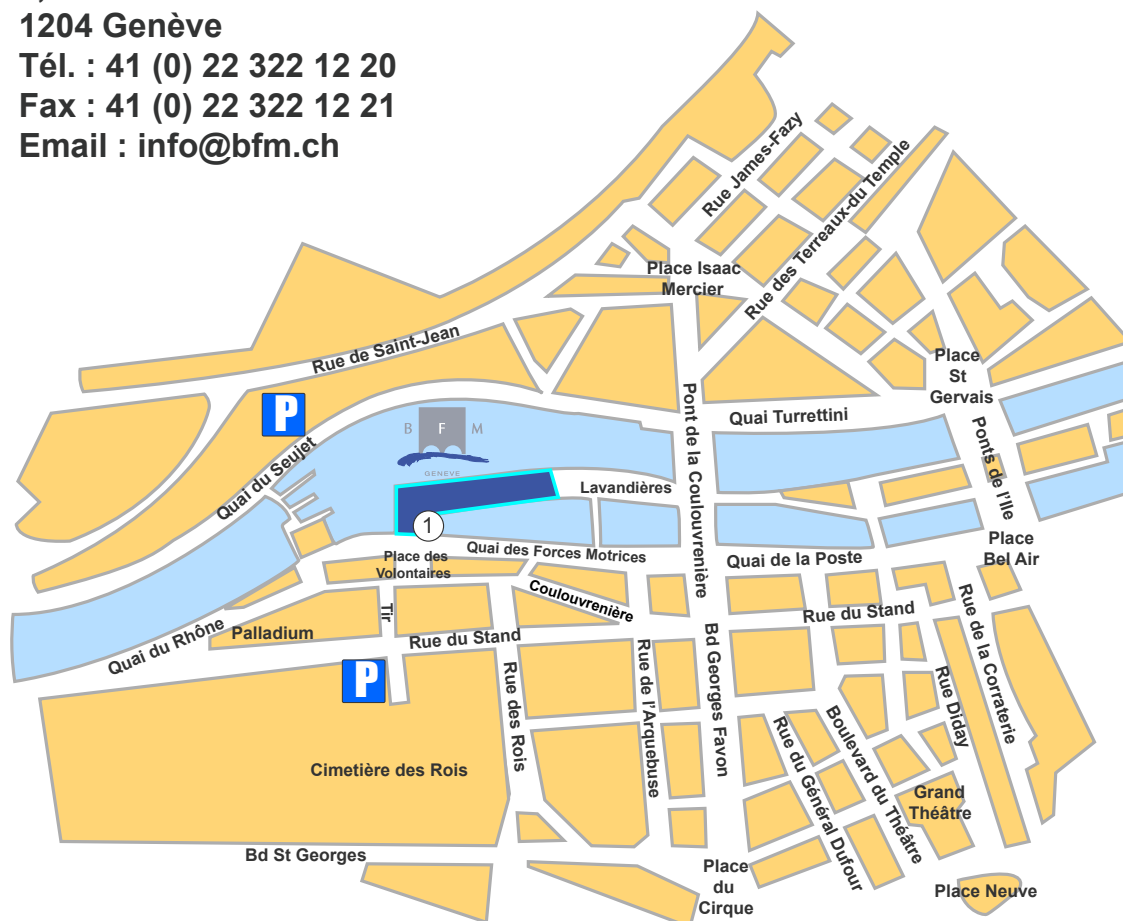 1204 Genève
Tél. : 41 (0) 22 322 12 20
Fax : 41 (0) 22 322 12 21
Email : info@bfm.ch
Rue James-Fazy
Rue des Terreaux-du Temple
Place Isaac
Mercier
Rue de Saint-Jean
Place
St
Gervais
P
Quai Turrettini
B F M
GENEVE
Pont de la Coulouvrenière
Ponts de l'Ile
Quai du Seujet
Lavandières
1
Quai des Forces Motrices
Quai de la Poste
Place
Bel Air
Place des
Volontaires
Coulouvrenière
Tir
Rue du Stand
Palladium
Rue du Stand
Quai du Rhône
P
Rue des Rois
Rue de l'Arquebuse
Bd Georges Favon
Rue de la Corraterie
Rue Diday
Boulevard du Théâtre
Rue du Général Dufour
Cimetière des Rois
Grand
Théâtre
Bd St Georges
Place
du
Cirque
Place Neuve